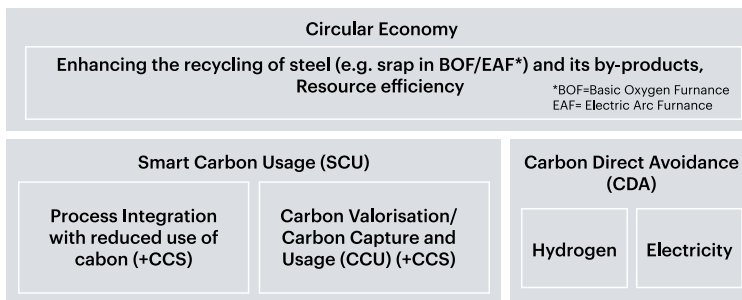 Circular Economy
Enhancing the recycling of steel (e.g. srap in BOF/EAF*) and its by-products,
Resource efficiency
*BOF=Basic Oxygen Furnance
EAF= Electric Arc Furnance
Smart Carbon Usage (SCU)
Process Integration
with reduced use of
cabon (+CCS)
Carbon Valorisation/
Carbon Capture and
Usage (CCU) (+CCS)
Carbon Direct Avoidance
(CDA)
Hydrogen
Electricity